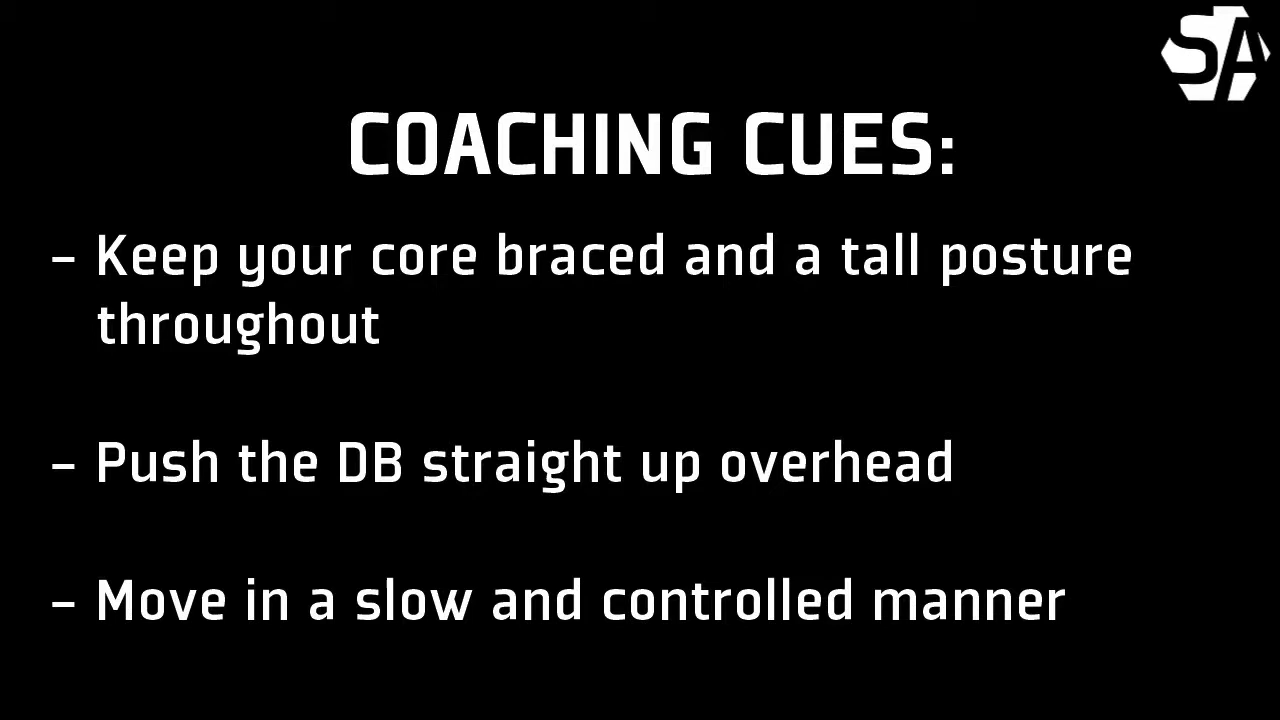 SA
COACHING CUES:
- Keep your core braced and a tall posture
throughout
- Push the DB straight up overhead
- Move in a slow and controlled manner